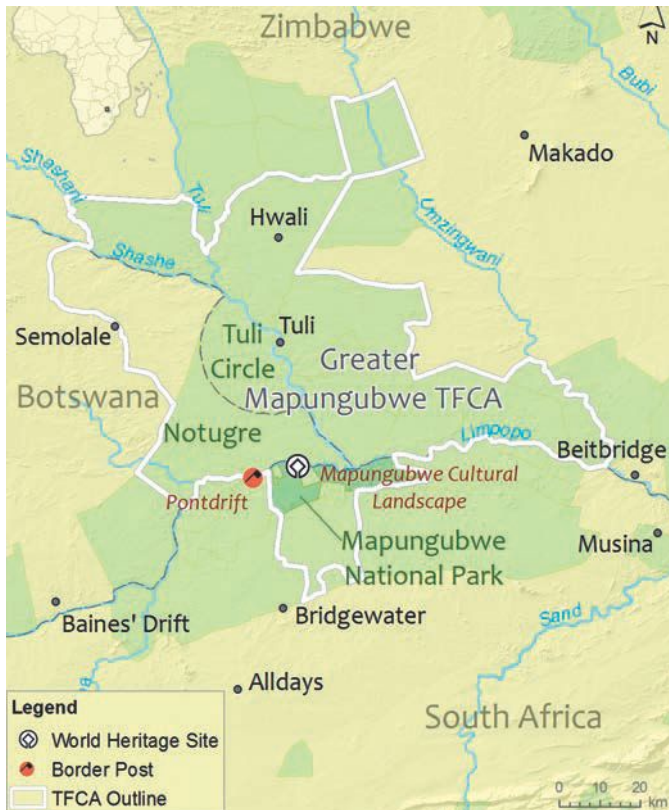 Zimbabwe
N
Bubi
Makado
Shashani
Tuli
Umzingwani
Hwali
Shashe
Semolale
Tuli
Tuli
Circle
Greater
Mapungubwe TFCA
Botswana
Notugre
Limpopo
Beitbridge
Mapungubwe Cultural
Landscape
Pontdrift
Musina
Mapungubwe
National Park
Baines' Drift
Bridgewater
Sand
Alldays
South Africa
Legend
World Heritage Site
Border Post
TFCA Outline
0 10 20
km